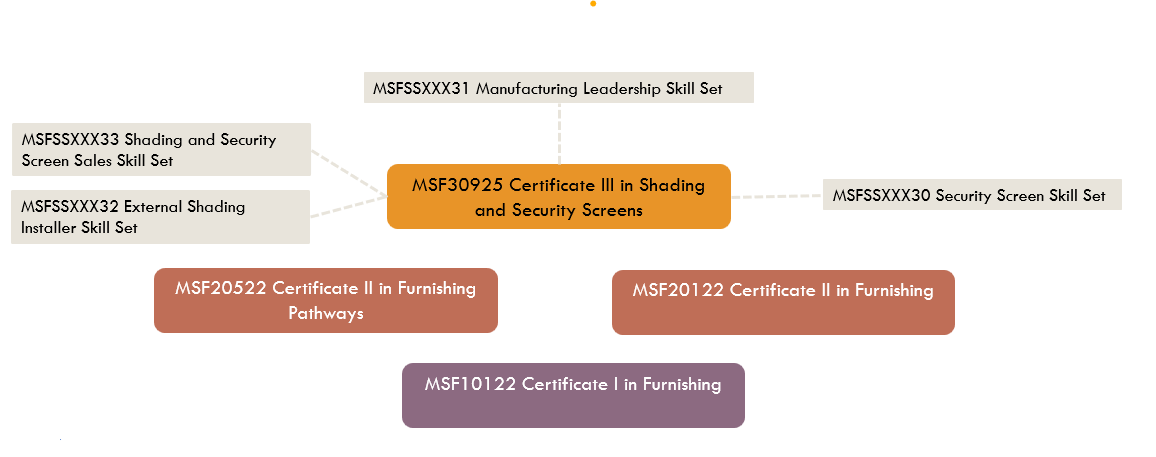 MSFSSXXX31 Manufacturing Leadership Skill Set
MSFSSXXX33 Shading and Security
Screen Sales Skill Set
MSF30925 Certificate III in Shading
and Security Screens
MSFSSXXX30 Security Screen Skill Set
MSFSSXXX32 External Shading
Installer Skill Set
MSF20522 Certificate II in Furnishing
Pathways
MSF20122 Certificate II in Furnishing
MSF10122 Certificate I in Furnishing